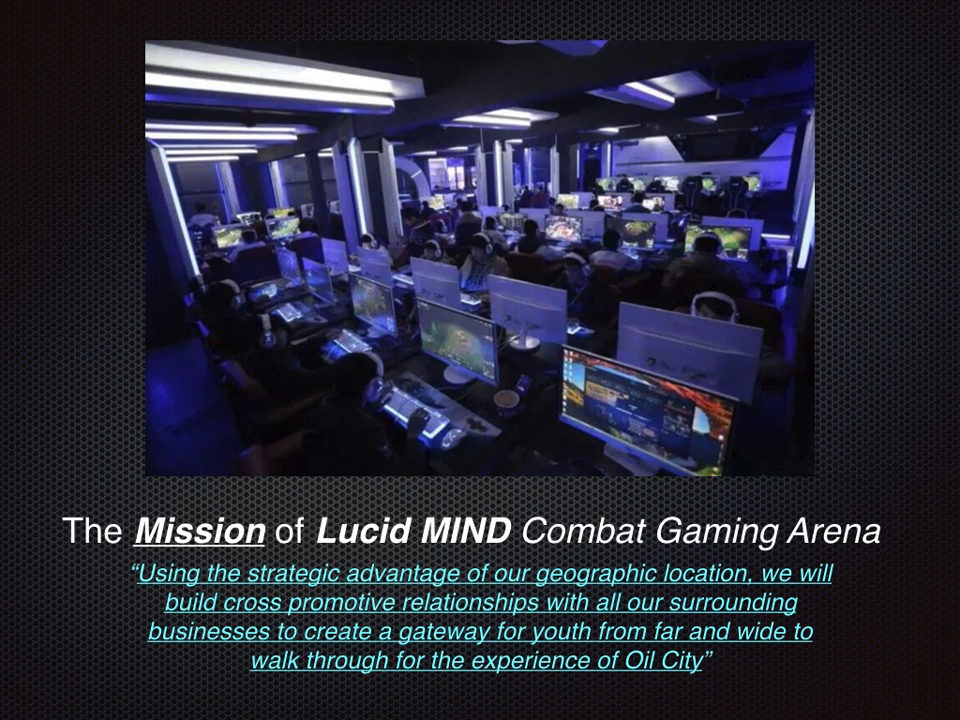 The Mission of Lucid MIND Combat Gaming Arena
“Using the strategic advantage of our geographic location, we will
build cross promotive relationships with all our surrounding
businesses to create a gateway for youth from far and wide to
walk through for the experience of Oil City”